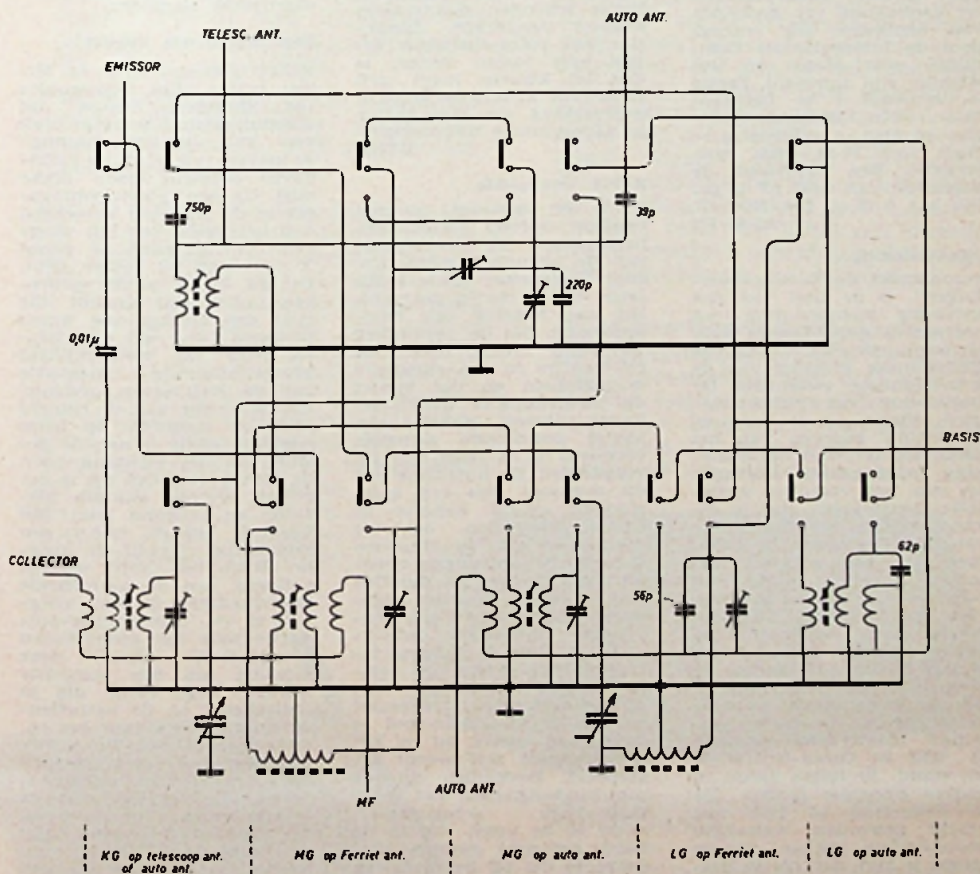 AUTO ANT.
TELESC. ANT.
EMISSOR
750p
39p
220p
0,01µ
BASIS
COLLECTOR
62p
56p
AUTO ANT.
MF
KG op telescoop ant.
of auto ant.
MG op Ferriet ant.
MG op auto ant.
LG op Ferriet ant.
LG op auto ant.